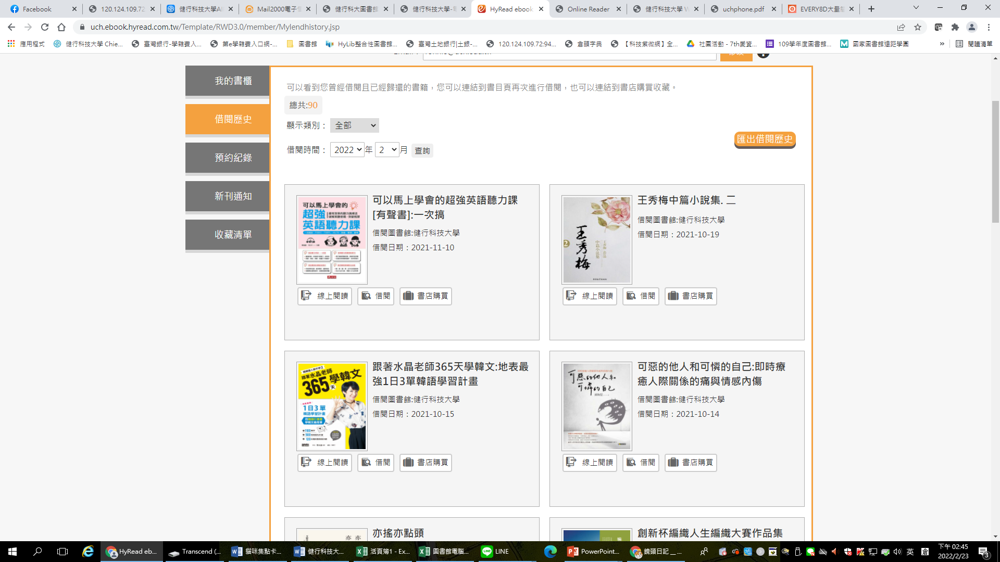 Facebook
120.124.109.72
健行科技大學AI
Mail2000電子信
健行科大圖書館
健行科技大學-電
HyRead ebook
Online Reader
健行科技大學 W
uchphone.pdf
EVERY8D大量簡
uch.ebook.hyread.com.tw/Template/RWD3.0/member/Mylendhistory.jsp
應用程式
健行科技大學 Chie...
臺灣銀行-學雜費入...
第e學雜費入口網-...
圖書館
HyLib整合性圖書館...
臺灣土地銀行|土銀-...
120.124.109.72:94...
倉頡字典
【科技紫微網】全...
社團活動 - 7th愛資...
109學年度圖書館...
國家圖書館遠距學園
»
閱讀清單
我的書櫃
借閱歷史
預約紀錄
新刊通知
收藏清單
可以看到您曾經借閱且已經歸還的書籍，您可以連結到書目頁再次進行借閱，也可以連結到書店購買收藏。
總共:90
顯示類別： 全部
匯出借閱歷史
借閱時間： 2022 年 2 月 查詢
可以馬上學會的超強英語聽力課
[有聲書]:一次搞
借閱圖書館:健行科技大學
借閱日期：2021-11-10
可以馬上學會的
超強
英語聽力課
線上閱讀 借閱 書店購買
王秀梅中篇小說集. 二
借閱圖書館:健行科技大學
借閱日期：2021-10-19
王秀梅
2
線上閱讀 借閱 書店購買
跟著水晶老師365天學韓文:地表最
強1日3單韓語學習計畫
借閱圖書館:健行科技大學
借閱日期：2021-10-15
跟著水晶老師
365天
學韓文
1日3單
韓語學習計畫
線上閱讀 借閱 書店購買
可惡的他人和可憐的自己:即時療
癒人際關係的痛與情感內傷
借閱圖書館:健行科技大學
借閱日期：2021-10-14
可惡的他人和
可憐的自己
線上閱讀 借閱 書店購買
亦搖亦點頭
創新杯編織人生編織大賽作品集
HyRead eb...
Transcend (...
貓咪集點卡...
健行科技大...
活頁簿1 - Ex...
圖書館電腦...
LINE
PowerPoint...
鏡頭日記＿...
英
倉
下午 02:45
2022/2/23
3